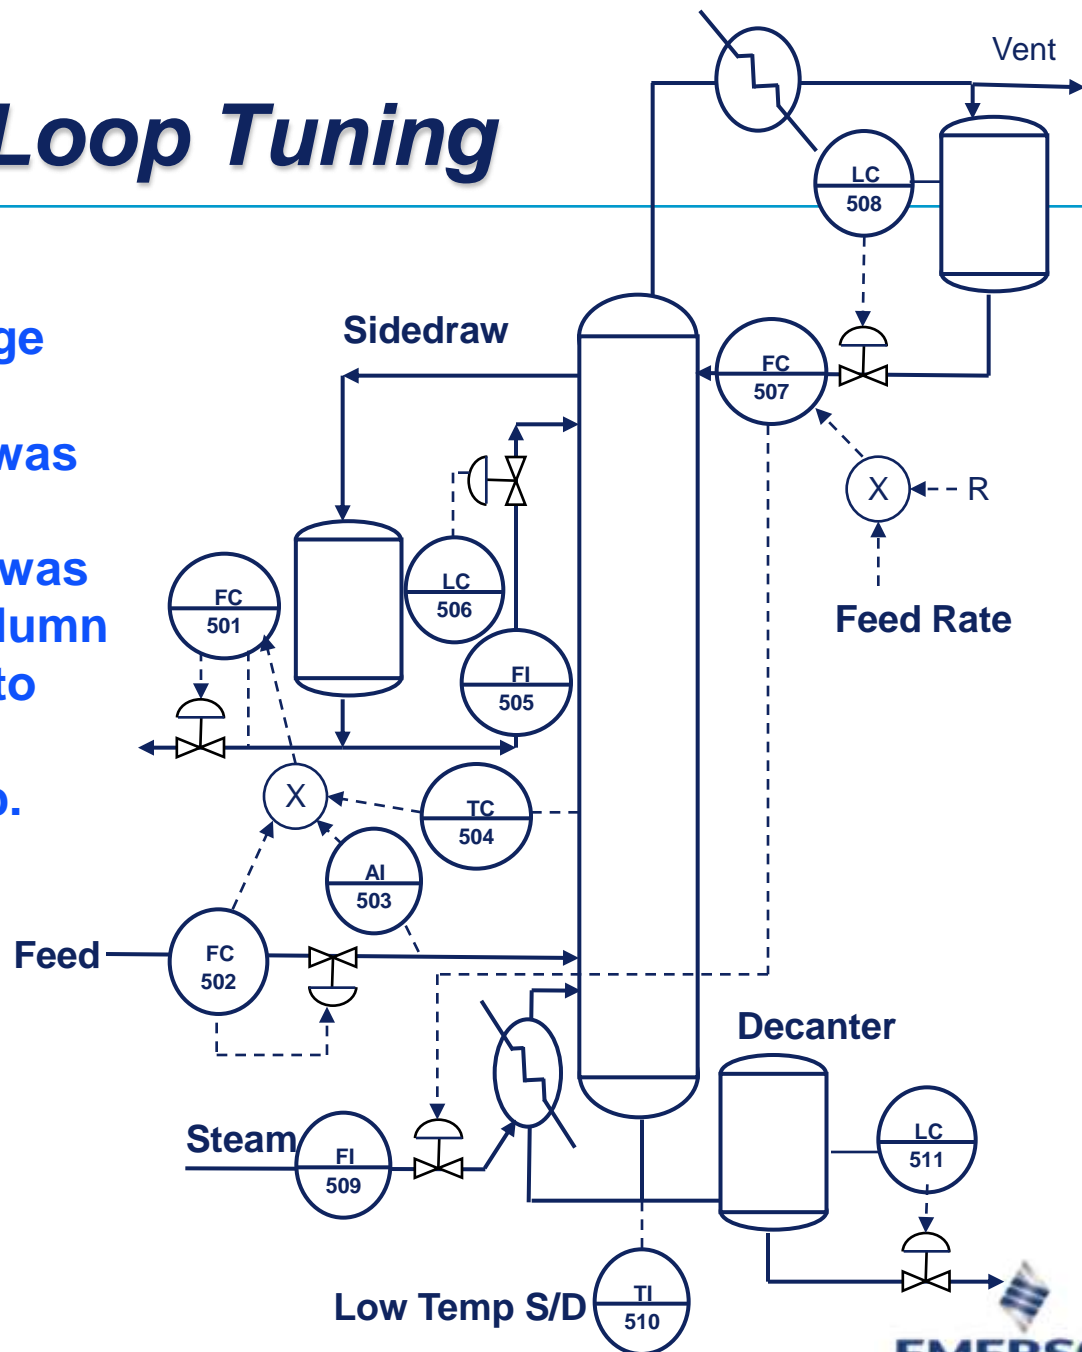 Loop Tuning
Vent
LC
508
ge
Sidedraw
FC
507
was
X
R
was
lumn
to
FC
501
LC
506
Feed Rate
FI
505
X
TC
504
AI
503
Feed
FC
502
Decanter
Steam
FI
509
LC
511
Low Temp S/D
TI
510